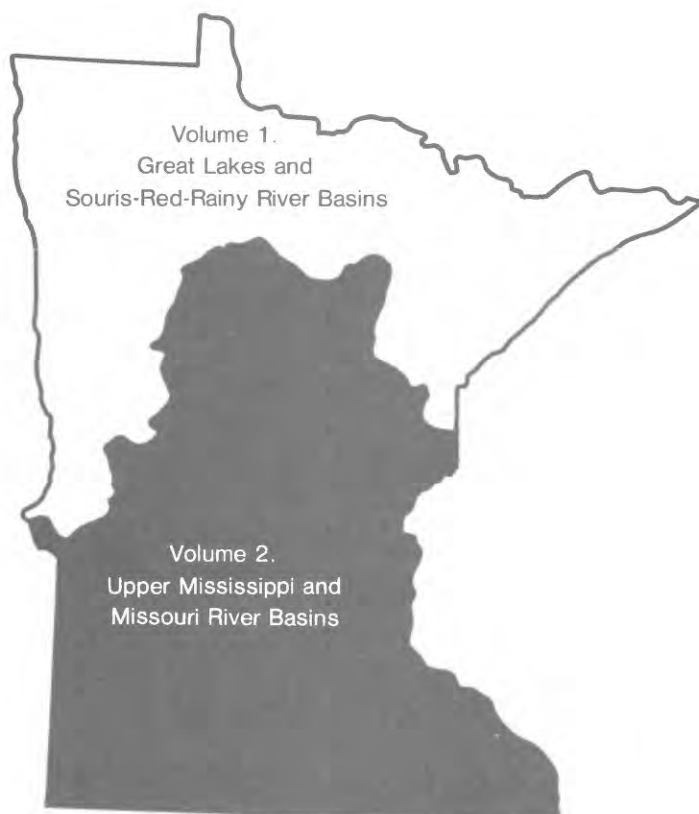 Volume 1.
Great Lakes and
Souris-Red-Rainy River Basins
Volume 2.
Upper Mississippi and
Missouri River Basins